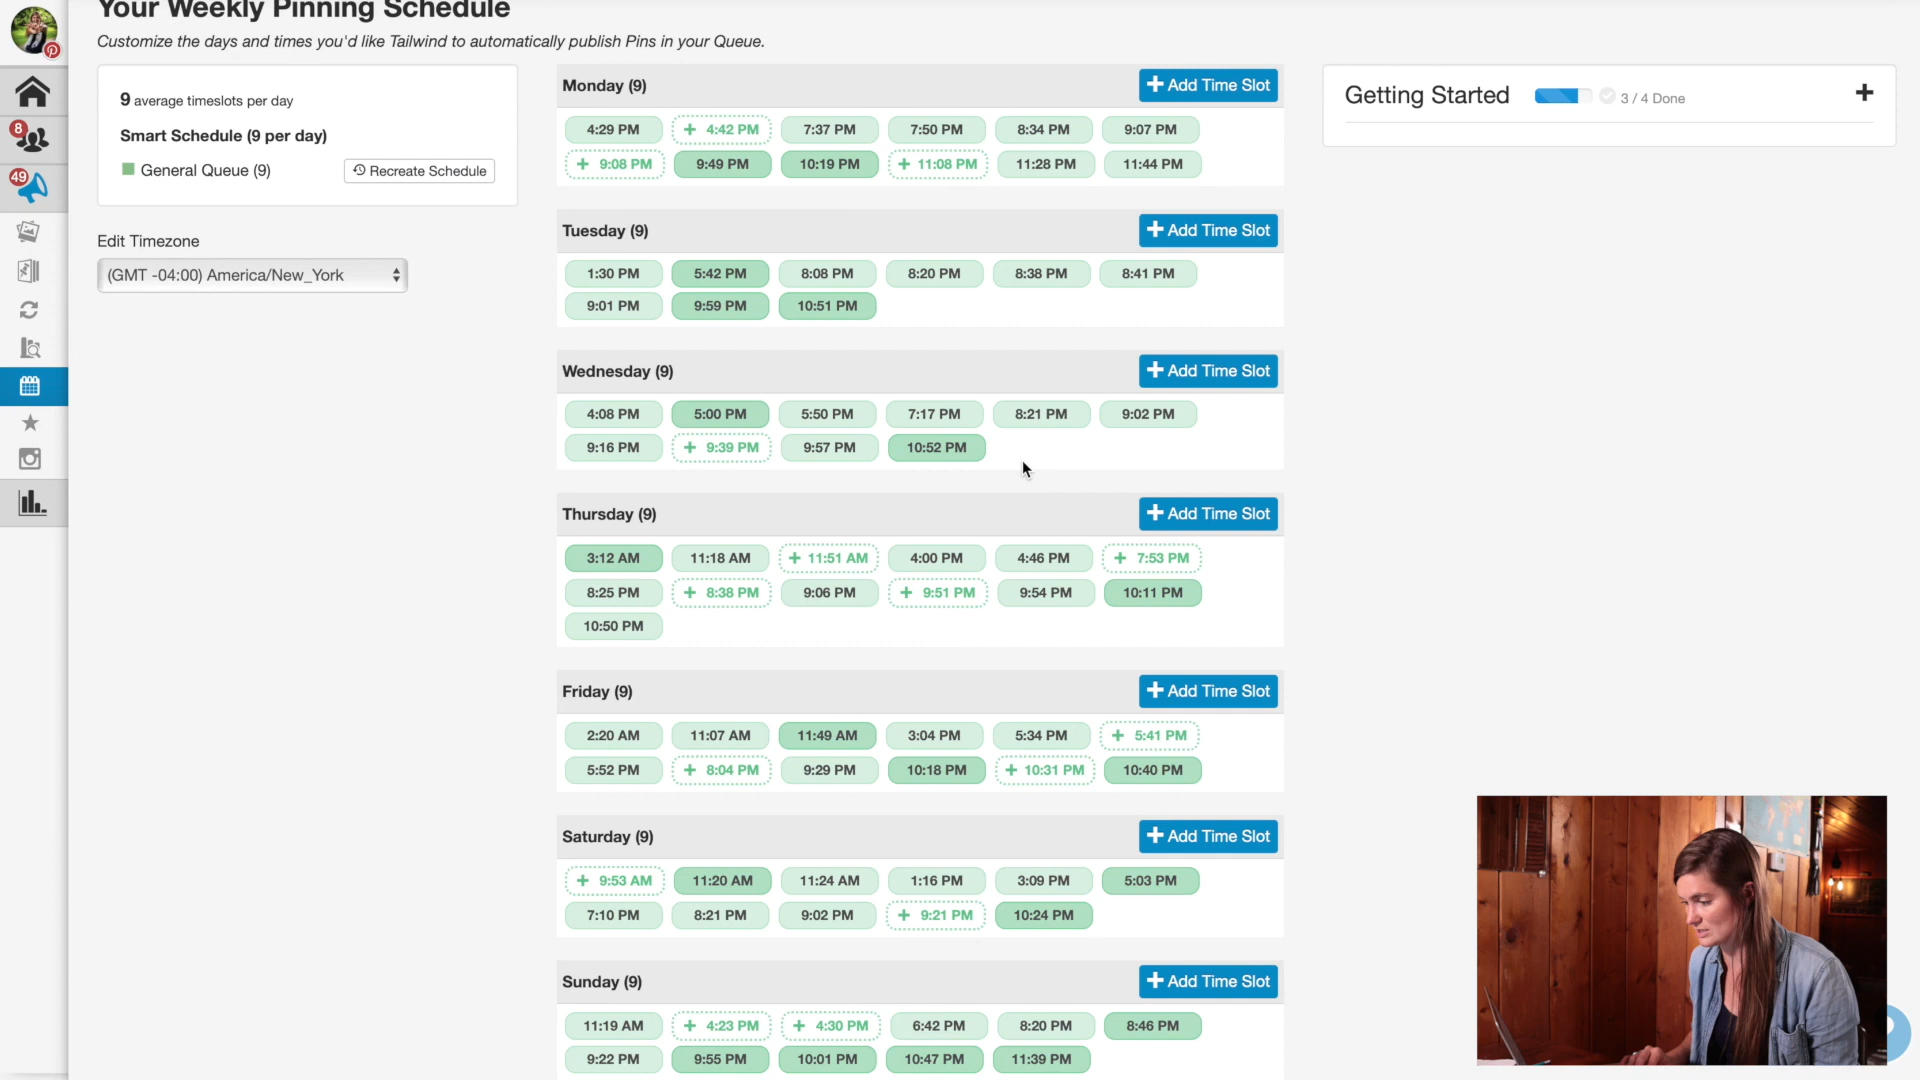 Your Weekly Pinning Schedule
Customize the days and times you'd like Tailwind to automatically publish Pins in your Queue.
8
49
9 average timeslots per day
Smart Schedule (9 per day)
General Queue (9)
Recreate Schedule
Edit Timezone
(GMT -04:00) America/New_York
Monday (9)
+ Add Time Slot
4:29 PM + 4:42 PM 7:37 PM 7:50 PM 8:34 PM 9:07 PM
+ 9:08 PM 9:49 PM 10:19 PM + 11:08 PM 11:28 PM 11:44 PM
Tuesday (9)
+ Add Time Slot
1:30 PM 5:42 PM 8:08 PM 8:20 PM 8:38 PM 8:41 PM
9:01 PM 9:59 PM 10:51 PM
Wednesday (9)
+ Add Time Slot
4:08 PM 5:00 PM 5:50 PM 7:17 PM 8:21 PM 9:02 PM
9:16 PM + 9:39 PM 9:57 PM 10:52 PM
Thursday (9)
+ Add Time Slot
3:12 AM 11:18 AM + 11:51 AM 4:00 PM 4:46 PM + 7:53 PM
8:25 PM + 8:38 PM 9:06 PM + 9:51 PM 9:54 PM 10:11 PM
10:50 PM
Friday (9)
+ Add Time Slot
2:20 AM 11:07 AM 11:49 AM 3:04 PM 5:34 PM + 5:41 PM
5:52 PM + 8:04 PM 9:29 PM 10:18 PM + 10:31 PM 10:40 PM
Saturday (9)
+ Add Time Slot
+ 9:53 AM 11:20 AM 11:24 AM 1:16 PM 3:09 PM 5:03 PM
7:10 PM 8:21 PM 9:02 PM + 9:21 PM 10:24 PM
Sunday (9)
+ Add Time Slot
11:19 AM + 4:23 PM + 4:30 PM 6:42 PM 8:20 PM 8:46 PM
9:22 PM 9:55 PM 10:01 PM 10:47 PM 11:39 PM
Getting Started
3 / 4 Done
+